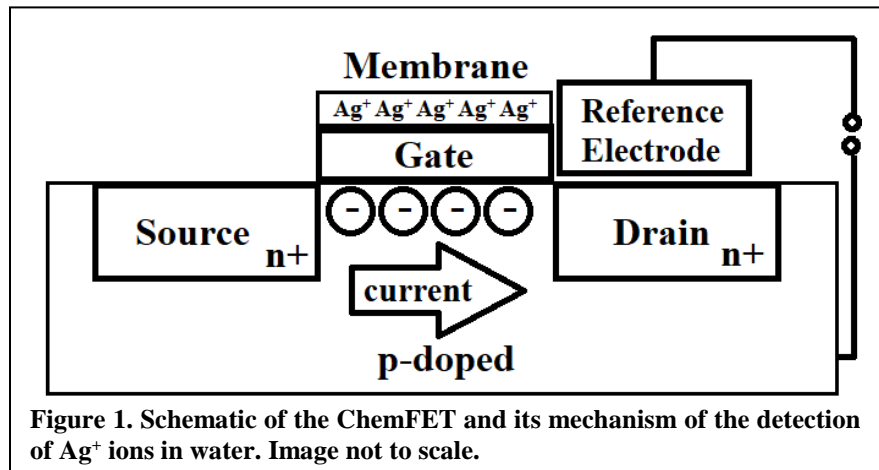 Membrane
Ag⁺ Ag⁺ Ag⁺ Ag⁺ Ag⁺
Reference
Electrode
Gate
- - - -
Source
n+
Drain
n+
current
p-doped
Figure 1. Schematic of the ChemFET and its mechanism of the detection
of Ag⁺ ions in water. Image not to scale.